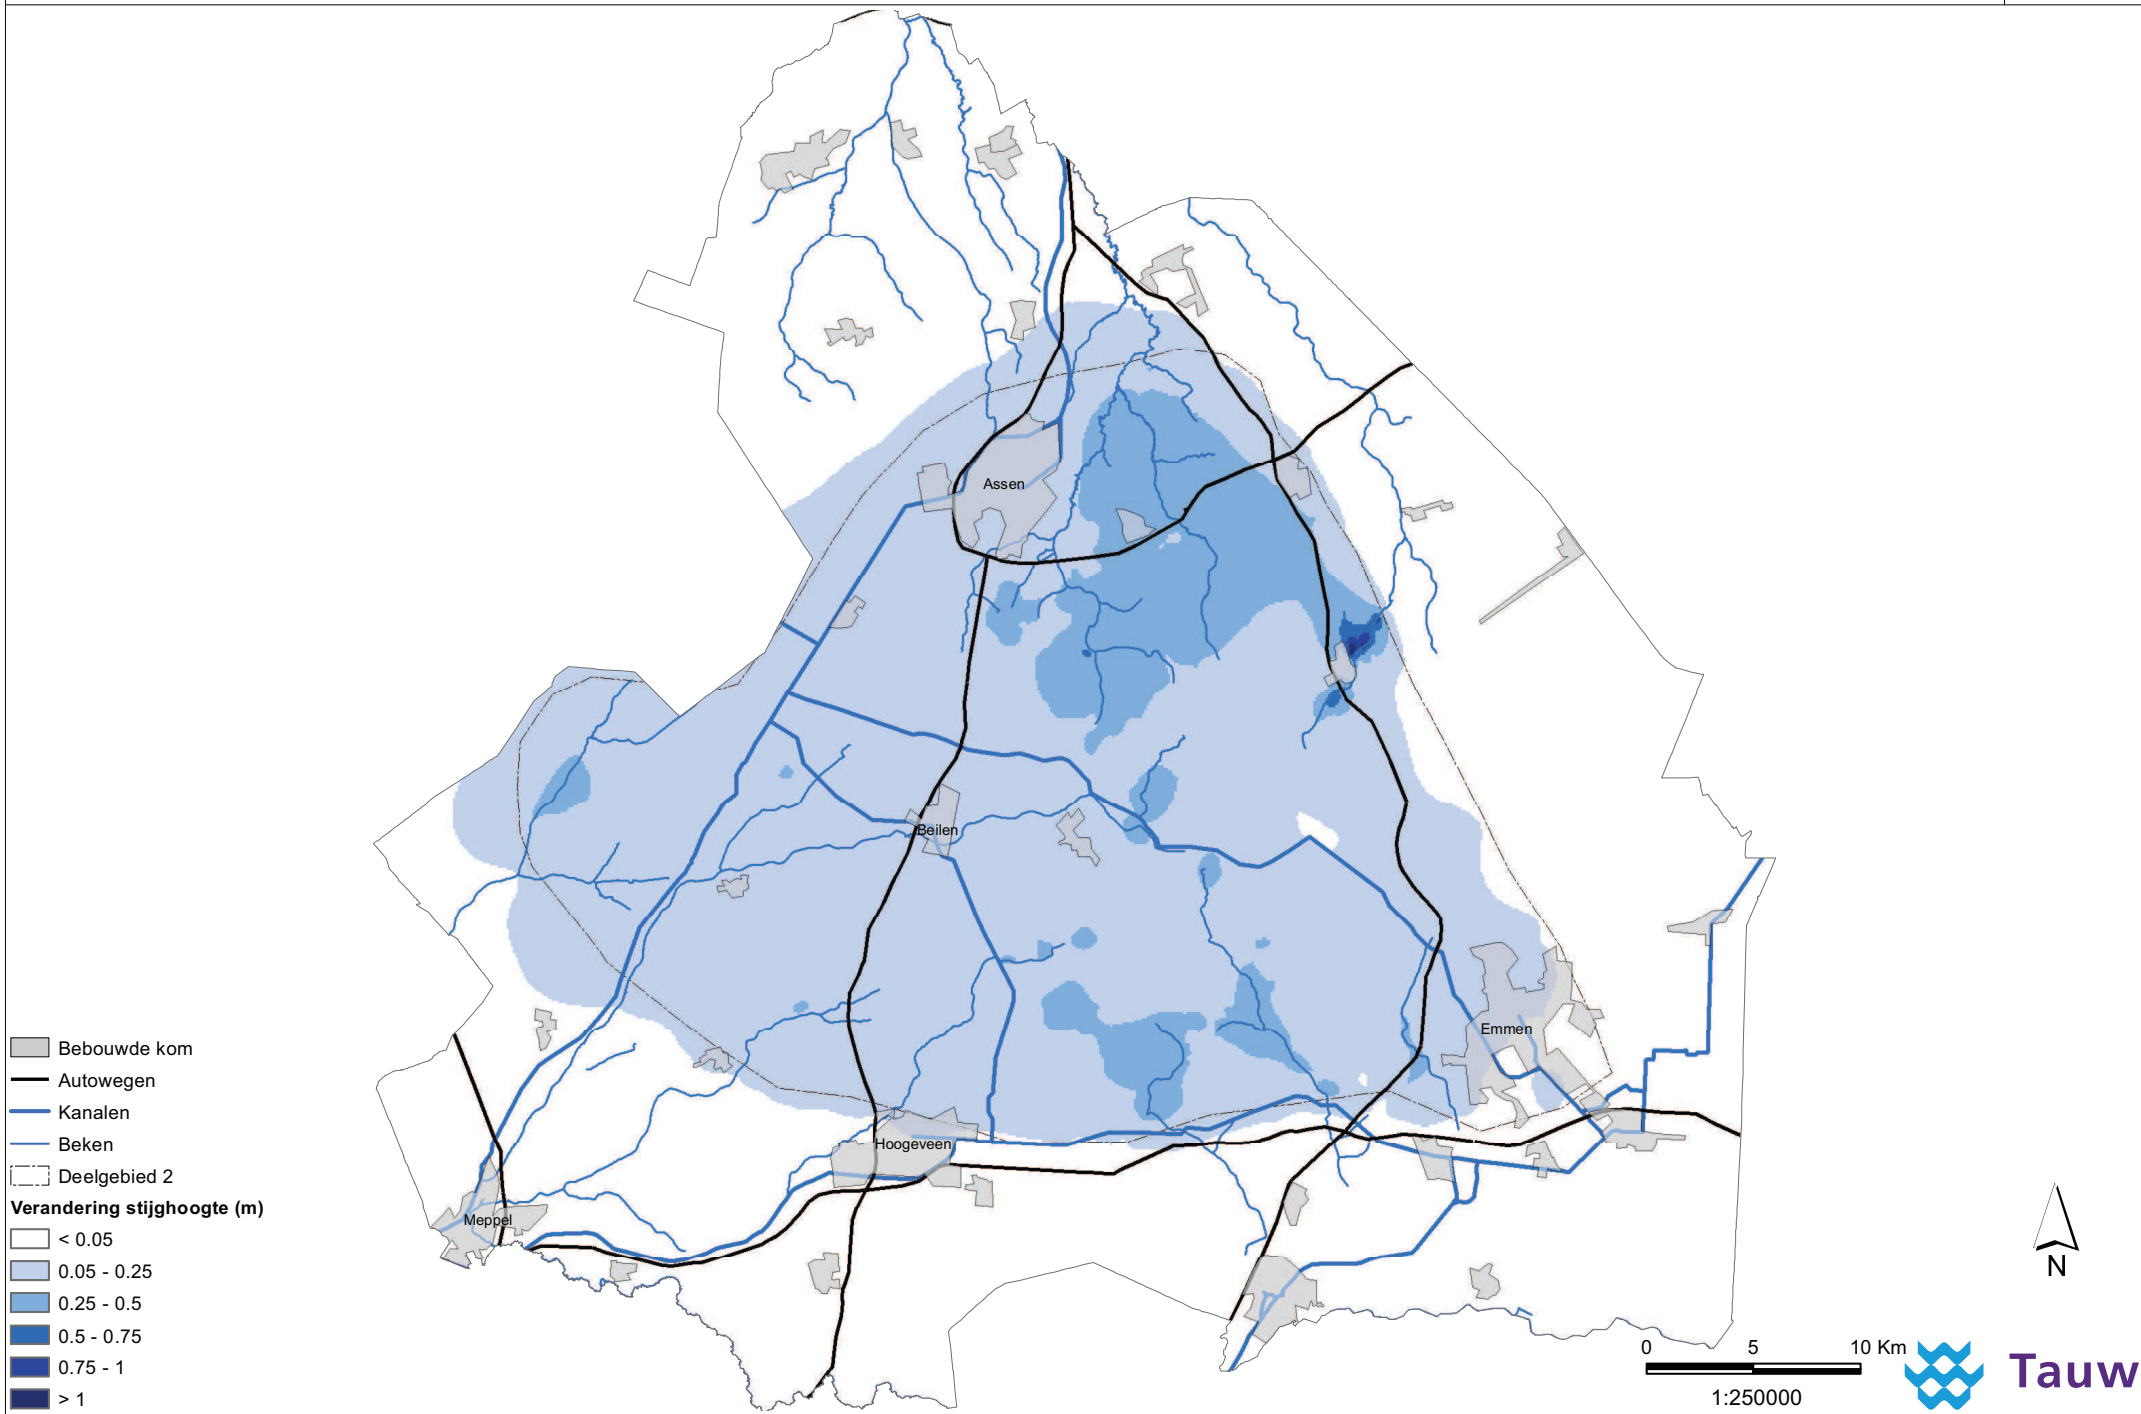 Assen
Beilen
Emmen
Hoogeveen
Meppel
Bebouwde kom
Autowegen
Kanalen
Beken
Deelgebied 2
Verandering stijghoogte (m)
< 0.05
0.05 - 0.25
0.25 - 0.5
0.5 - 0.75
0.75 - 1
> 1
N
0 5 10 Km
1:250000
Tauw